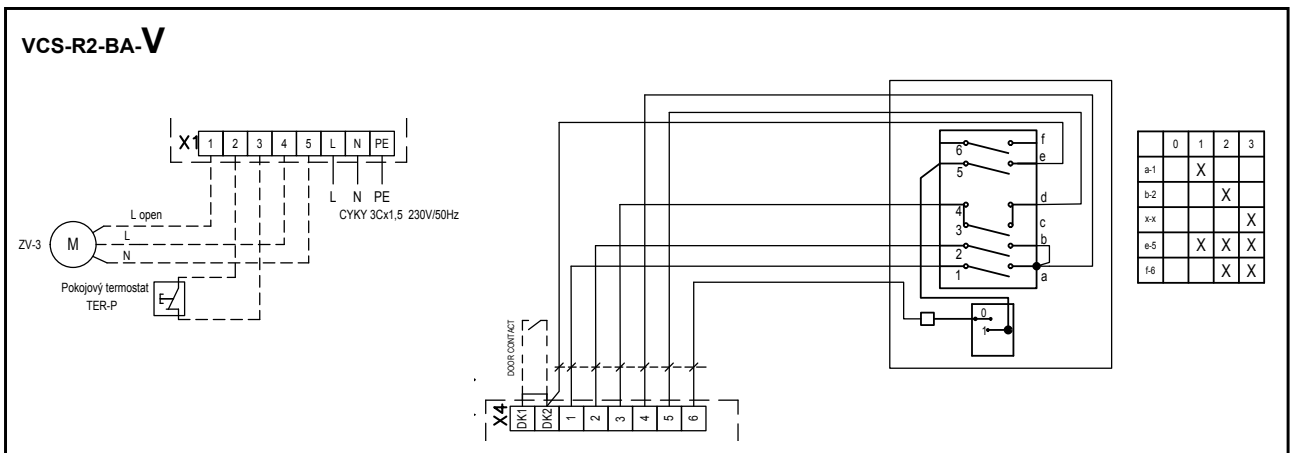 VCS-R2-BA-V
X1 1 2 3 4 5 L N PE
L N PE
CYKY 3Cx1,5 230V/50Hz
L open
L
N
ZV-3
M
Pokojový termostat
TER-P
DOOR CONTACT
X4 DK1 DK2 1 2 3 4 5 6
6 f
5 e
4 d
3 c
2 b
1 a
0
1
0 1 2 3
a-1 X
b-2 X
x-x X
e-5 X X X
f-6 X X